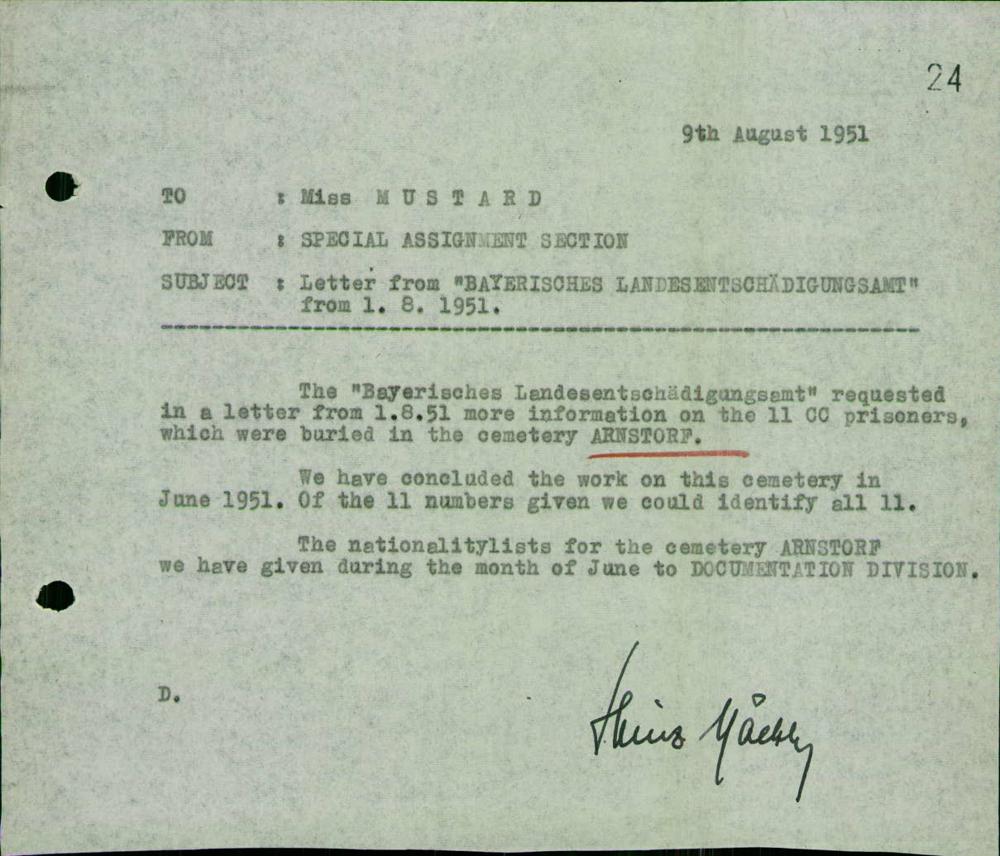 24
9th August 1951
TO : Miss M U S T A R D
FROM : SPECIAL ASSIGNMENT SECTION
SUBJECT : Letter from "BAYERISCHES LANDESENTSCHÄDIGUNGSAMT"
from 1. 8. 1951.
The "Bayerisches Landesentschädigungsamt" requested
in a letter from 1.8.51 more information on the 11 CC prisoners,
which were buried in the cemetery ARNSTORF.
We have concluded the work on this cemetery in
June 1951. Of the 11 numbers given we could identify all 11.
The nationalitylists for the cemetery ARNSTORF
we have given during the month of June to DOCUMENTATION DIVISION.
D.
Heinz